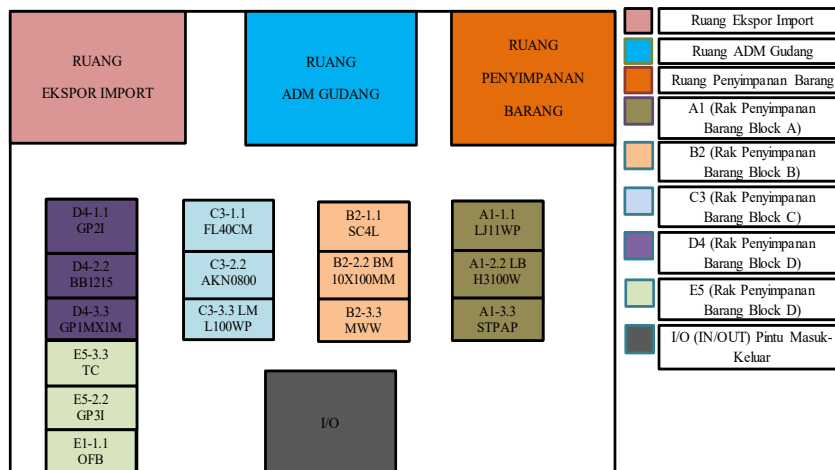 RUANG
EKSPOR IMPORT
RUANG
ADM GUDANG
RUANG
PENYIMPANAN
BARANG
D4-1.1
GP2I
D4-2.2
BB1215
D4-3.3
GP1MX1M
E5-3.3
TC
E5-2.2
GP3I
E1-1.1
OFB
C3-1.1
FL40CM
C3-2.2
AKN0800
C3-3.3 LM
L100WP
B2-1.1
SC4L
B2-2.2 BM
10X100MM
B2-3.3
MWW
A1-1.1
LJ11WP
A1-2.2 LB
H3100W
A1-3.3
STPAP
I/O
Ruang Ekspor Import
Ruang ADM Gudang
Ruang Penyimpanan Barang
A1 (Rak Penyimpanan
Barang Block A)
B2 (Rak Penyimpanan
Barang Block B)
C3 (Rak Penyimpanan
Barang Block C)
D4 (Rak Penyimpanan
Barang Block D)
E5 (Rak Penyimpanan
Barang Block D)
I/O (IN/OUT) Pintu Masuk-
Keluar